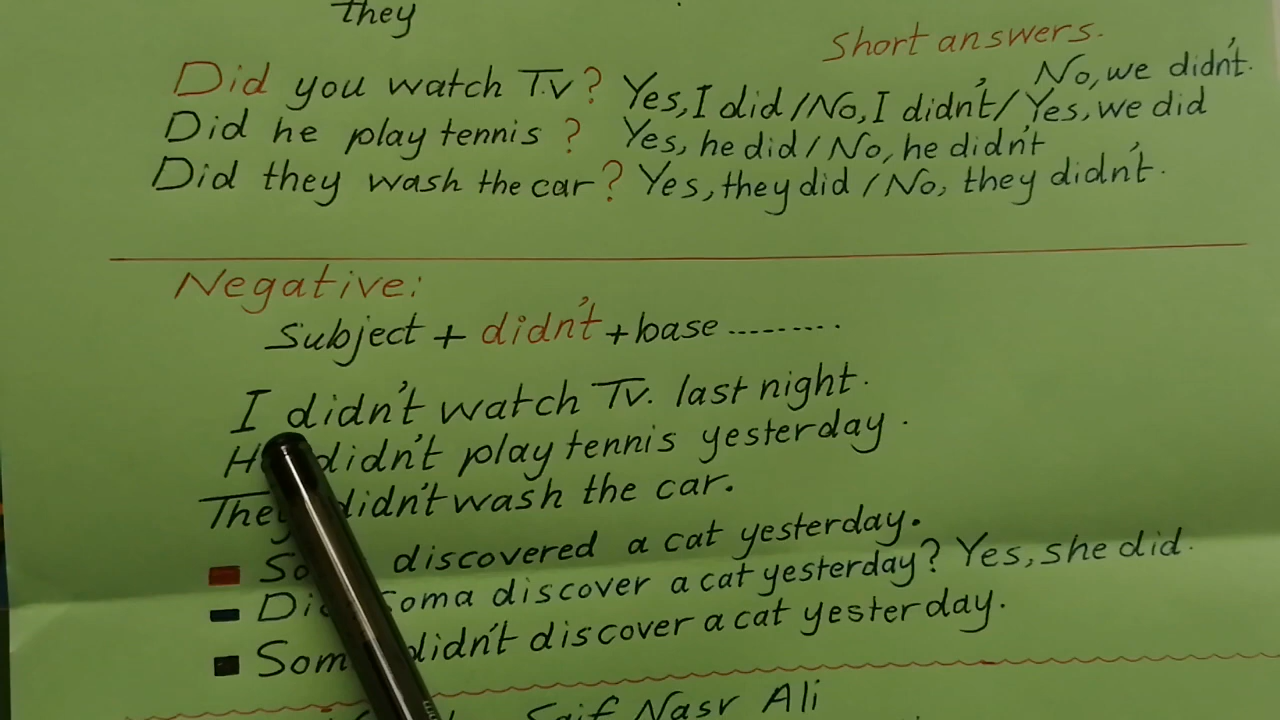 they
Short answers.
Did you watch T.v? Yes, I did / No, I didn't / Yes, we did No, we didn't.
Did he play tennis ? Yes, he did / No, he didn't
Did they wash the car? Yes, they did / No, they didn't.
Negative:
Subject + didn't + base .........
I didn't watch Tv. last night.
didn't play tennis yesterday.
They didn't wash the car.
discovered a cat yesterday.
Soma discover a cat yesterday? Yes, she did.
didn't discover a cat yesterday.
Saif Nasr Ali